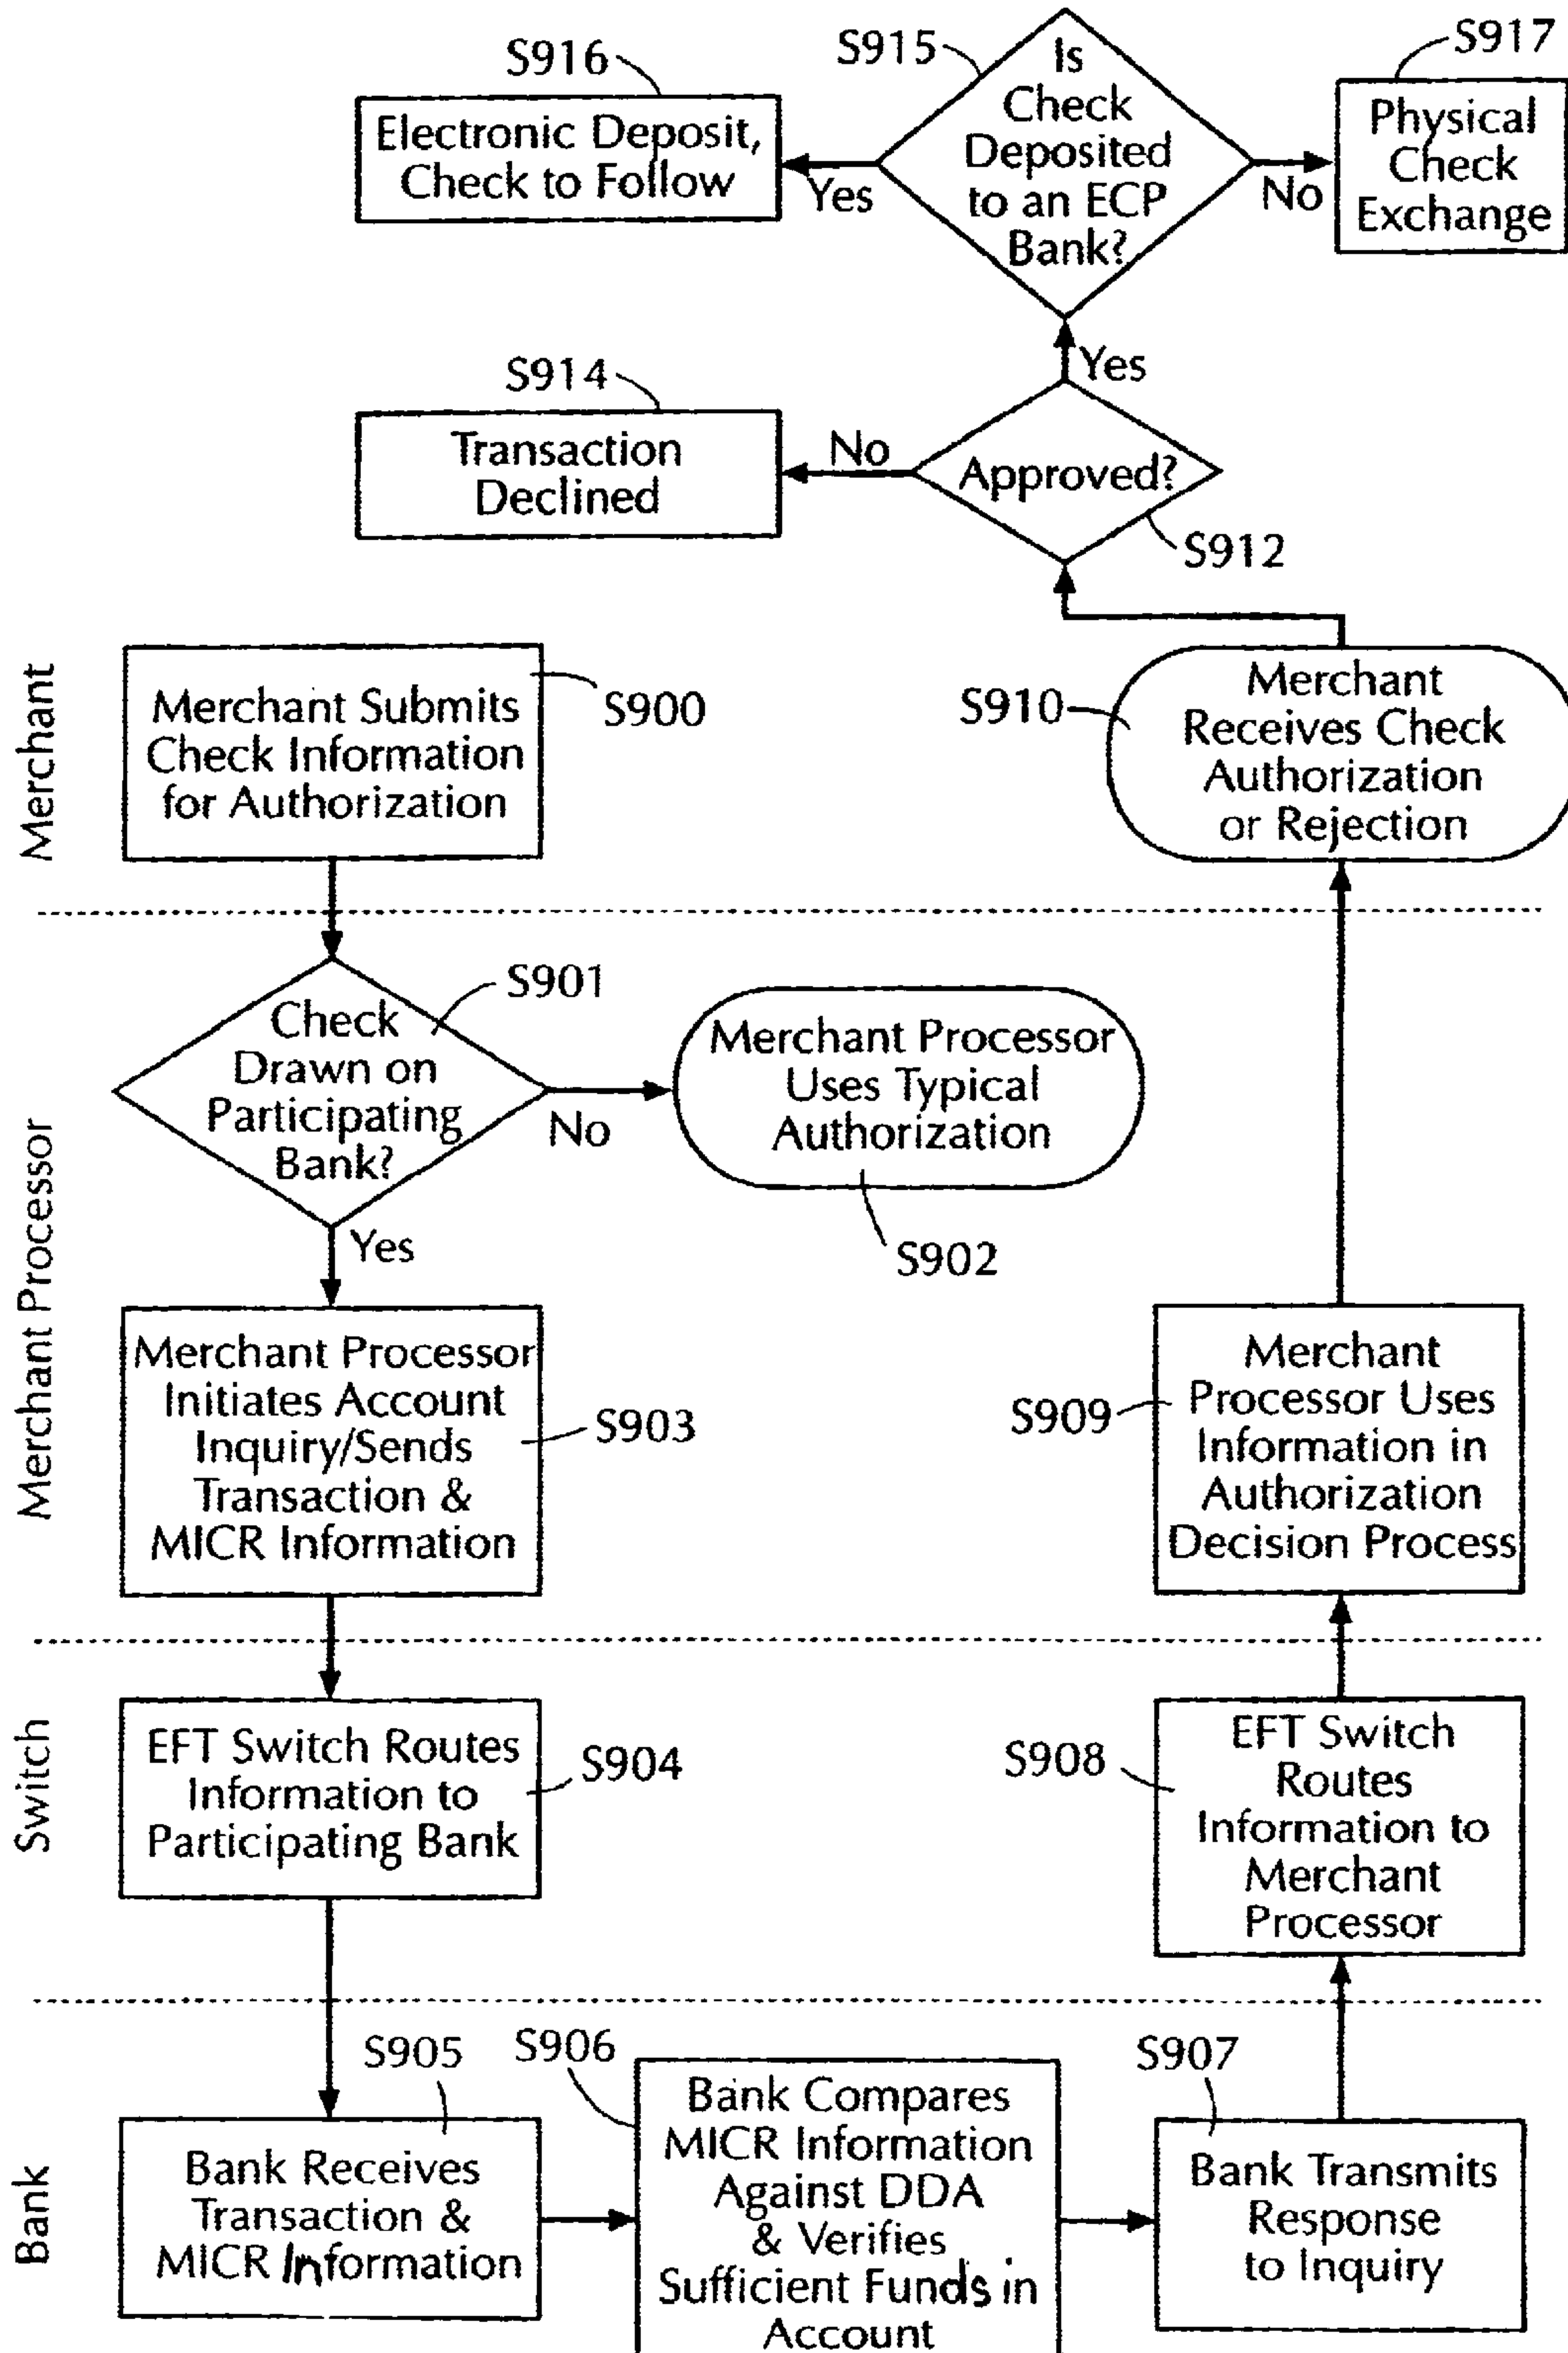 S916
Electronic Deposit,
Check to Follow
Yes
S915
Is
Check
Deposited
to an ECP
Bank?
No
S917
Physical
Check
Exchange
Yes
S914
Transaction
Declined
No
Approved?
S912
Merchant
Merchant Submits
Check Information
for Authorization
S900
S910
Merchant
Receives Check
Authorization
or Rejection
Merchant Processor
S901
Check
Drawn on
Participating
Bank?
No
Merchant Processor
Uses Typical
Authorization
S902
Yes
Merchant Processor
Initiates Account
Inquiry/Sends
Transaction &
MICR Information
S903
S909
Merchant
Processor Uses
Information in
Authorization
Decision Process
Switch
EFT Switch Routes
Information to
Participating Bank
S904
S908
EFT Switch
Routes
Information to
Merchant
Processor
Bank
S905
Bank Receives
Transaction &
MICR Information
S906
Bank Compares
MICR Information
Against DDA
& Verifies
Sufficient Funds in
Account
S907
Bank Transmits
Response
to Inquiry